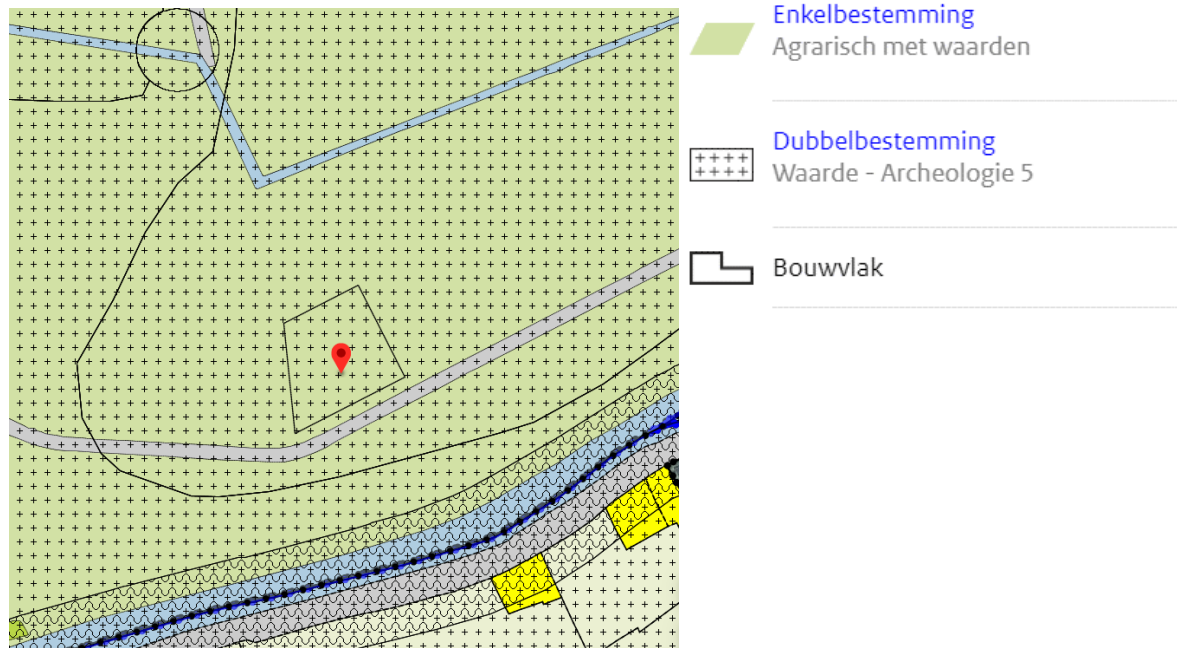 Enkelbestemming
Agrarisch met waarden
Dubbelbestemming
Waarde - Archeologie 5
Bouwvlak